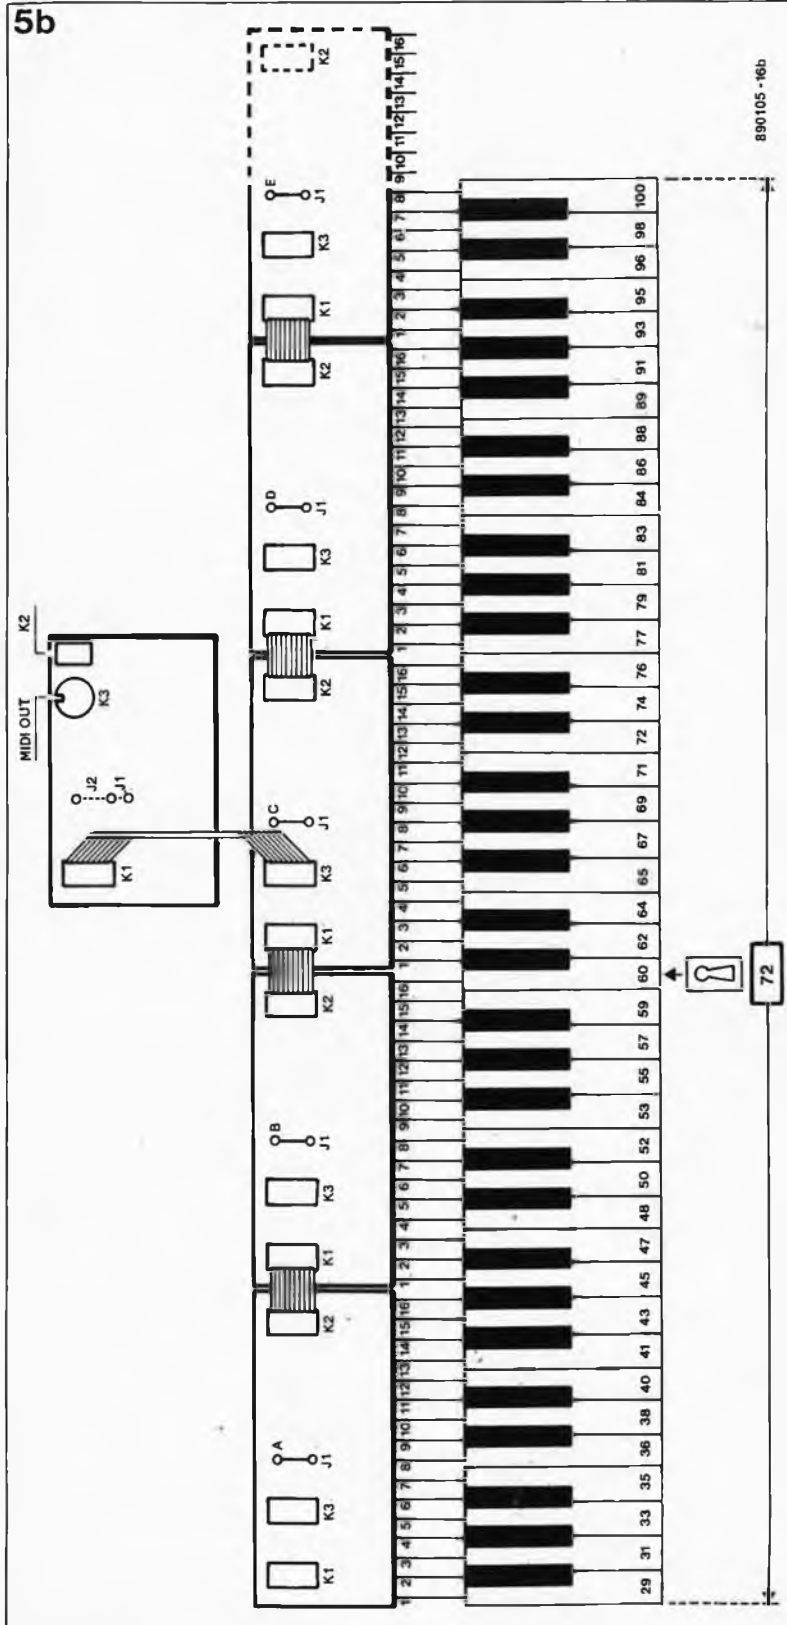 5b
MIDI OUT
K2
J2
J1
K1
K3
A
B
C
D
E
K1 K3 J1 K2 K1 K3 J1 K2 K1 K3 J1 K2 K1 K3 J1 K2 K1 K3 J1 K2
1 2 3 4 5 6 7 8 9 10 11 12 13 14 15 16 1 2 3 4 5 6 7 8 9 10 11 12 13 14 15 16 1 2 3 4 5 6 7 8 9 10 11 12 13 14 15 16 1 2 3 4 5 6 7 8 9 10 11 12 13 14 15 16 1 2 3 4 5 6 7 8 9 10 11 12 13 14 15 16
29 31 33 35 36 38 40 41 43 45 47 48 50 52 53 55 57 59 60 62 64 65 67 69 71 72 74 76 77 79 81 83 84 86 88 89 91 93 95 96 98 100
72
890105 - 16b